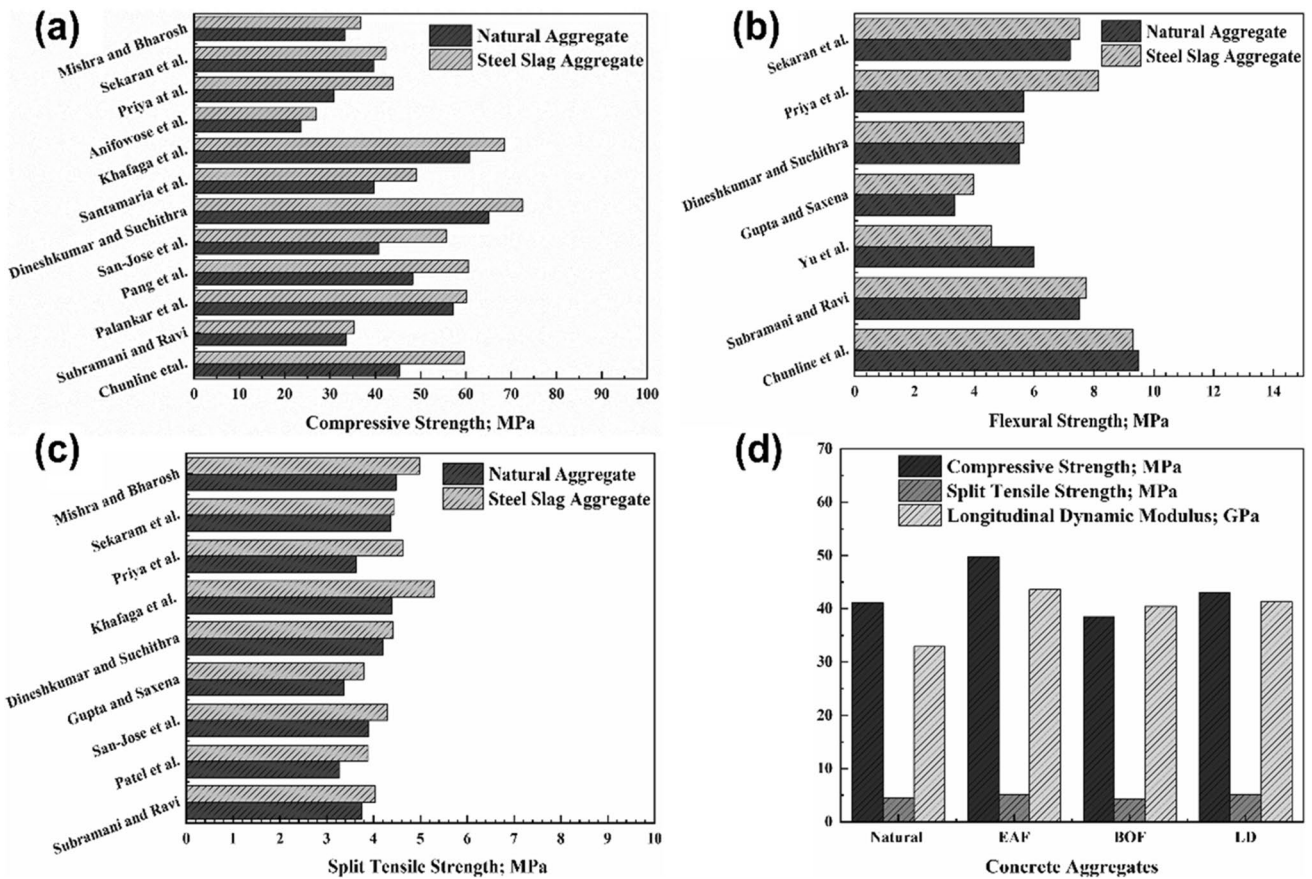 (a)
Natural Aggregate
Steel Slag Aggregate
Mishra and Bharosh
Sekaran et al.
Priya at al.
Anifowose et al.
Khafaga et al.
Santamaria et al.
Dineshkumar and Suchithra
San-Jose et al.
Pang et al.
Palankar et al.
Subramani and Ravi
Chunline etal.
0 10 20 30 40 50 60 70 80 90 100
Compressive Strength; MPa
(b)
Natural Aggregate
Steel Slag Aggregate
Sekaran et al.
Priya et al.
Dineshkumar and Suchithra
Gupta and Saxena
Yu et al.
Subramani and Ravi
Chunline et al.
0 2 4 6 8 10 12 14
Flexural Strength; MPa
(c)
Natural Aggregate
Steel Slag Aggregate
Mishra and Bharosh
Sekaram et al.
Priya et al.
Khafaga et al.
Dineshkumar and Suchithra
Gupta and Saxena
San-Jose et al.
Patel et al.
Subramani and Ravi
0 1 2 3 4 5 6 7 8 9 10
Split Tensile Strength; MPa
(d)
Compressive Strength; MPa
Split Tensile Strength; MPa
Longitudinal Dynamic Modulus; GPa
70
60
50
40
30
20
10
0
Natural EAF BOF LD
Concrete Aggregates